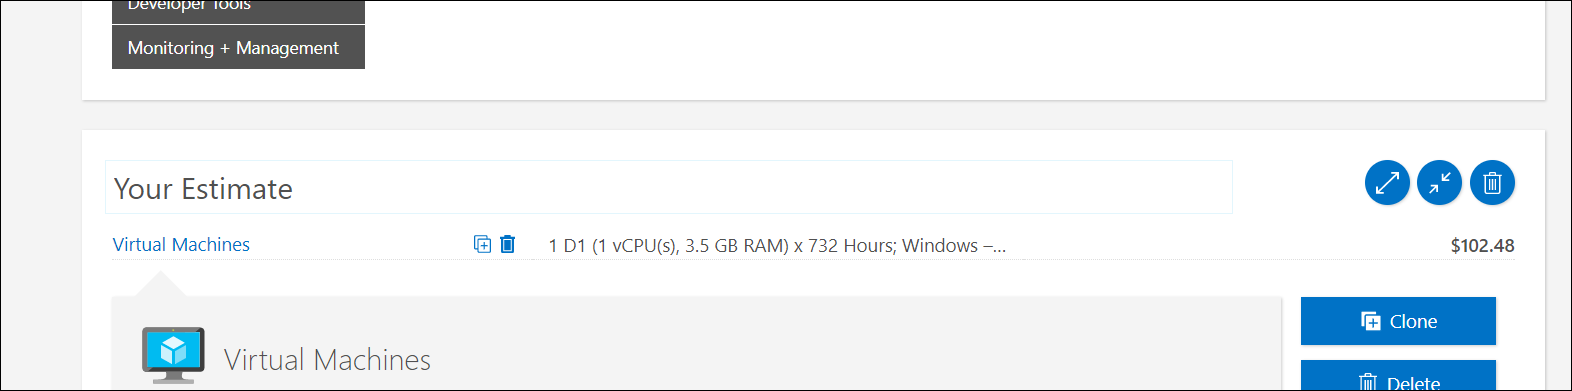 Developer Tools
Monitoring + Management
Your Estimate
Virtual Machines
1 D1 (1 vCPU(s), 3.5 GB RAM) x 732 Hours; Windows –...
$102.48
Clone
Virtual Machines
Delete